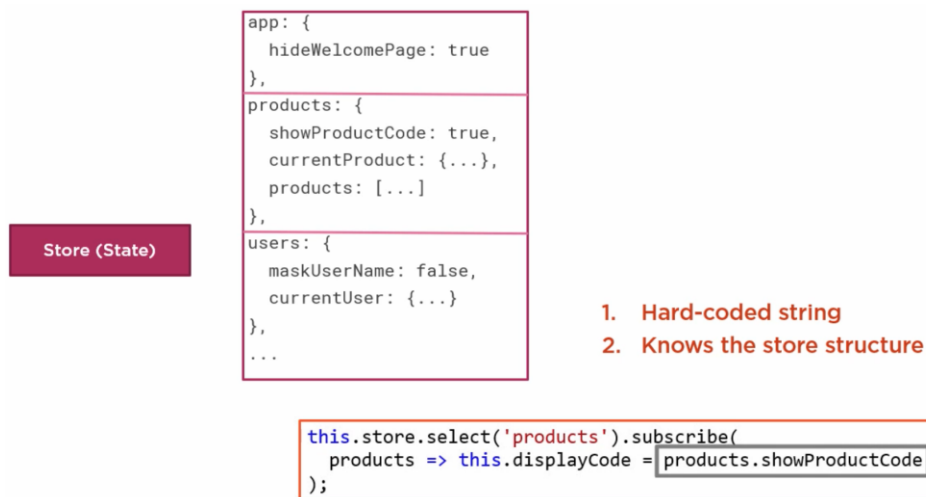 app: {
hideWelcomePage: true
},
products: {
showProductCode: true,
currentProduct: {...},
products: [...]
},
users: {
maskUserName: false,
currentUser: {...}
},
...
Store (State)
1. Hard-coded string
2. Knows the store structure
this.store.select('products').subscribe(
products => this.displayCode = products.showProductCode
);